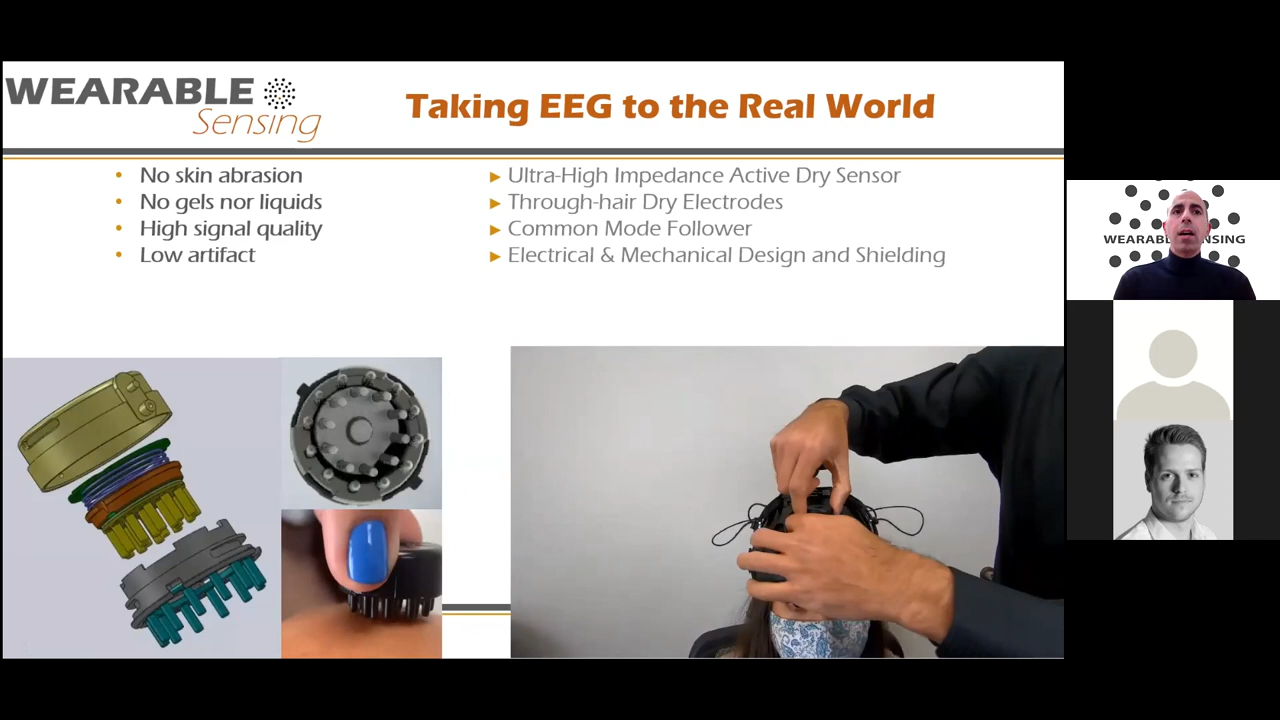 WEARABLE
Sensing
Taking EEG to the Real World
• No skin abrasion
• No gels nor liquids
• High signal quality
• Low artifact
► Ultra-High Impedance Active Dry Sensor
► Through-hair Dry Electrodes
► Common Mode Follower
► Electrical & Mechanical Design and Shielding
WEARABLE SENSING